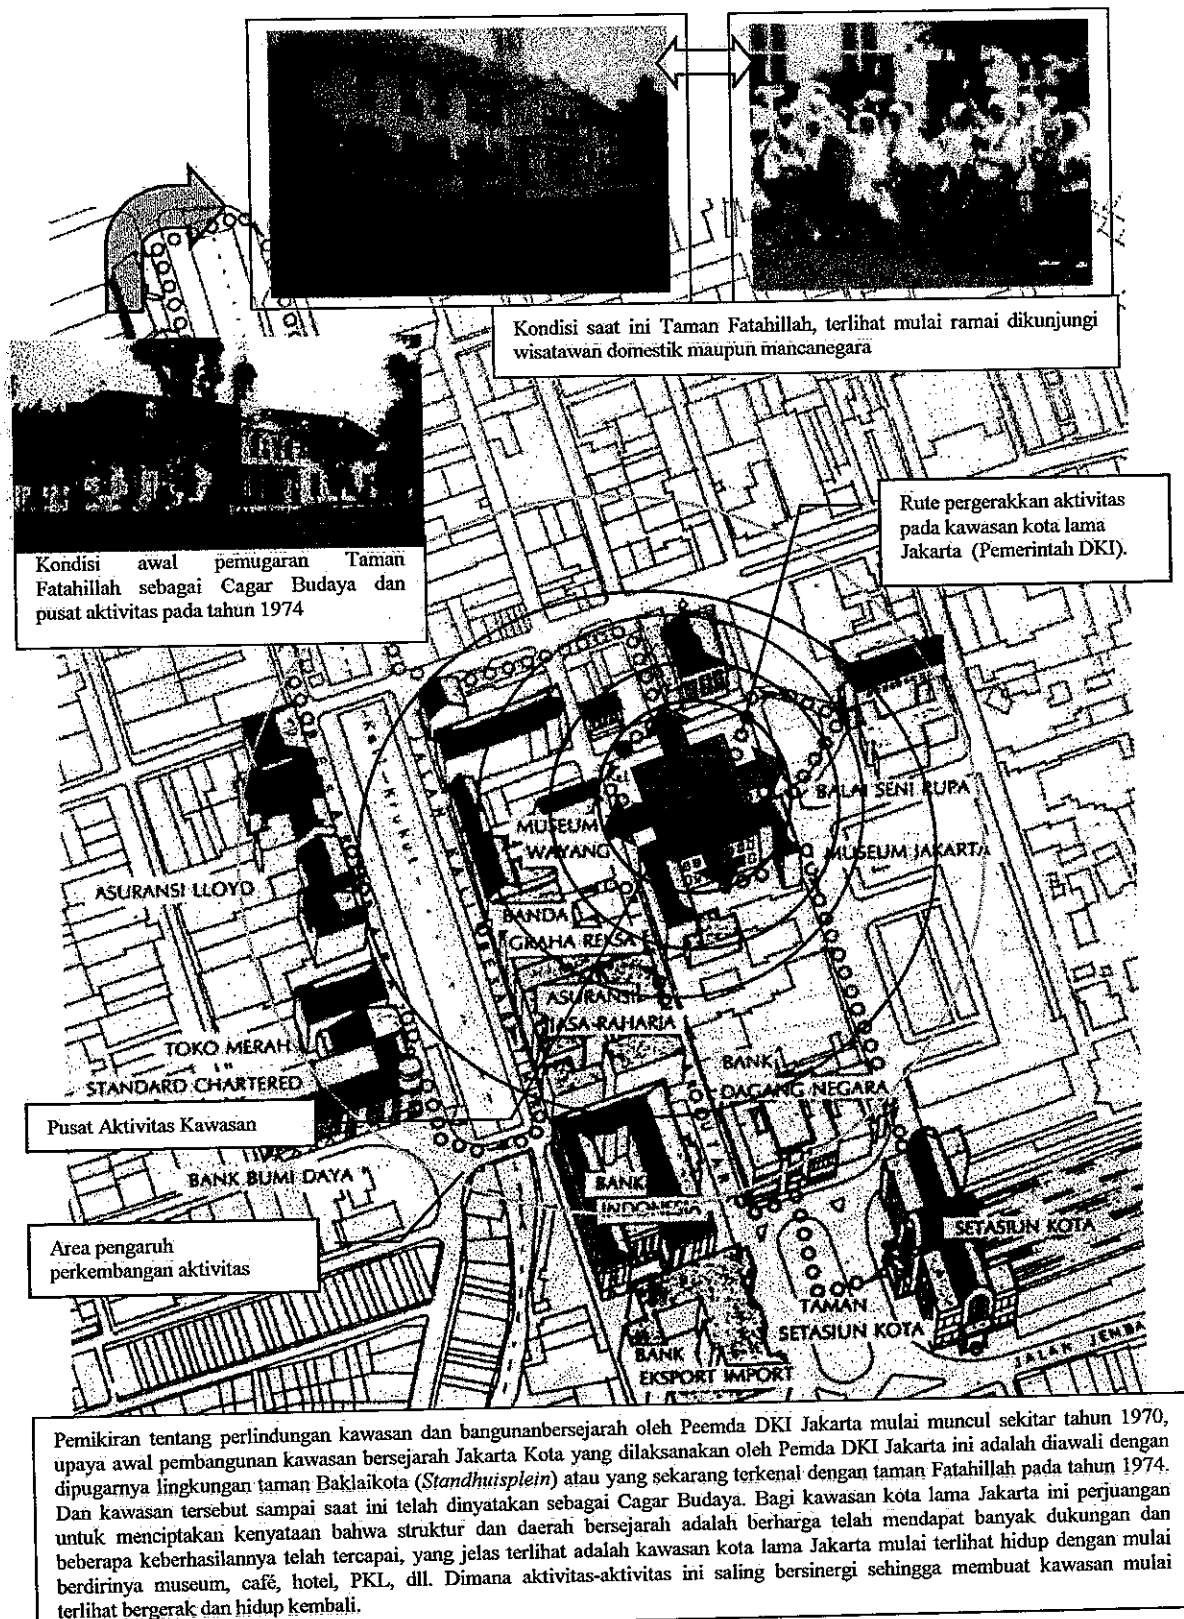 Kondisi saat ini Taman Fatahillah, terlihat mulai ramai dikunjungi
wisatawan domestik maupun mancanegara
Kondisi awal pemugaran Taman
Fatahillah sebagai Cagar Budaya dan
pusat aktivitas pada tahun 1974
Rute pergerakkan aktivitas
pada kawasan kota lama
Jakarta (Pemerintah DKI).
Kali Krukut
JALAN KALI BESAR
BALAI SENI RUPA
MUSEUM
WAYANG
MUSEUM JAKARTA
ASURANSI LLOYD
BANDA
GRAHA REKSA
ASURANSI
JASA RAHARJA
TOKO MERAH
STANDARD CHARTERED
BANK
DAGANG NEGARA
Pusat Aktivitas Kawasan
BANK BUMI DAYA
BANK
INDONESIA
SETASIUN KOTA
Area pengaruh
perkembangan aktivitas
TAMAN
SETASIUN KOTA
BANK
EKSPORT IMPORT
JALAN JEMBA
Pemikiran tentang perlindungan kawasan dan bangunanbersejarah oleh Peemda DKI Jakarta mulai muncul sekitar tahun 1970,
upaya awal pembangunan kawasan bersejarah Jakarta Kota yang dilaksanakan oleh Pemda DKI Jakarta ini adalah diawali dengan
dipugarnya lingkungan taman Baklaikota (Standhuisplein) atau yang sekarang terkenal dengan taman Fatahillah pada tahun 1974.
Dan kawasan tersebut sampai saat ini telah dinyatakan sebagai Cagar Budaya. Bagi kawasan kota lama Jakarta ini perjuangan
untuk menciptakan kenyataan bahwa struktur dan daerah bersejarah adalah berharga telah mendapat banyak dukungan dan
beberapa keberhasilannya telah tercapai, yang jelas terlihat adalah kawasan kota lama Jakarta mulai terlihat hidup dengan mulai
berdirinya museum, café, hotel, PKL, dll. Dimana aktivitas-aktivitas ini saling bersinergi sehingga membuat kawasan mulai
terlihat bergerak dan hidup kembali.